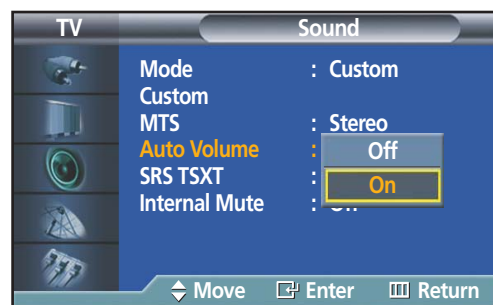 TV Sound
Mode : Custom
Custom
MTS : Stereo
Auto Volume : Off
SRS TSXT : On
Internal Mute :
Move Enter Return